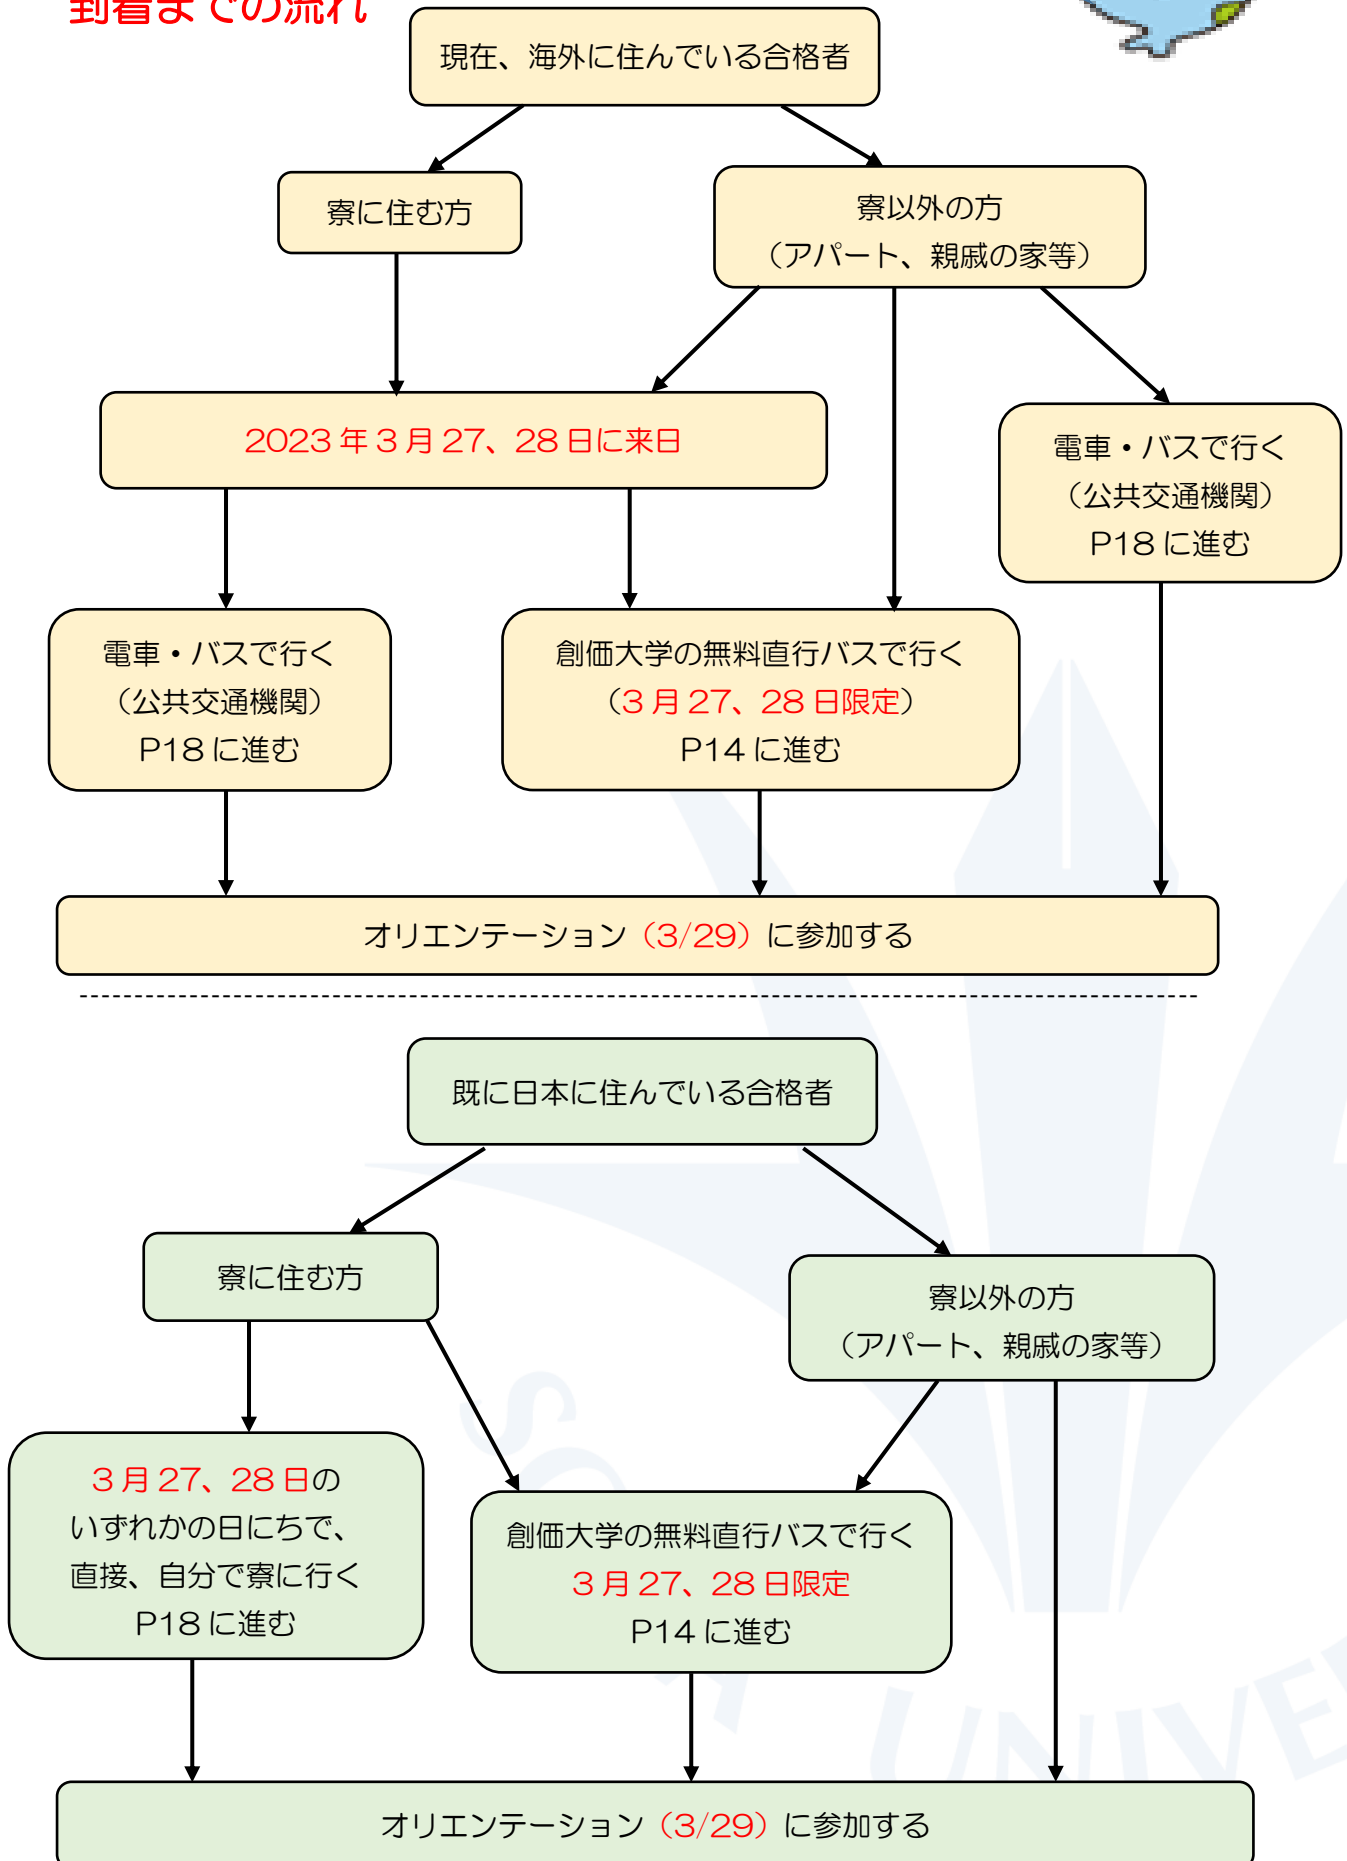 到着までの流れ
現在、海外に住んでいる合格者
寮に住む方
寮以外の方
（アパート、親戚の家等）
2023年3月27、28日に来日
電車・バスで行く
（公共交通機関）
P18に進む
電車・バスで行く
（公共交通機関）
P18に進む
創価大学の無料直行バスで行く
（3月27、28日限定）
P14に進む
オリエンテーション（3/29）に参加する
既に日本に住んでいる合格者
寮に住む方
寮以外の方
（アパート、親戚の家等）
3月27、28日の
いずれかの日にちで、
直接、自分で寮に行く
P18に進む
創価大学の無料直行バスで行く
3月27、28日限定
P14に進む
オリエンテーション（3/29）に参加する